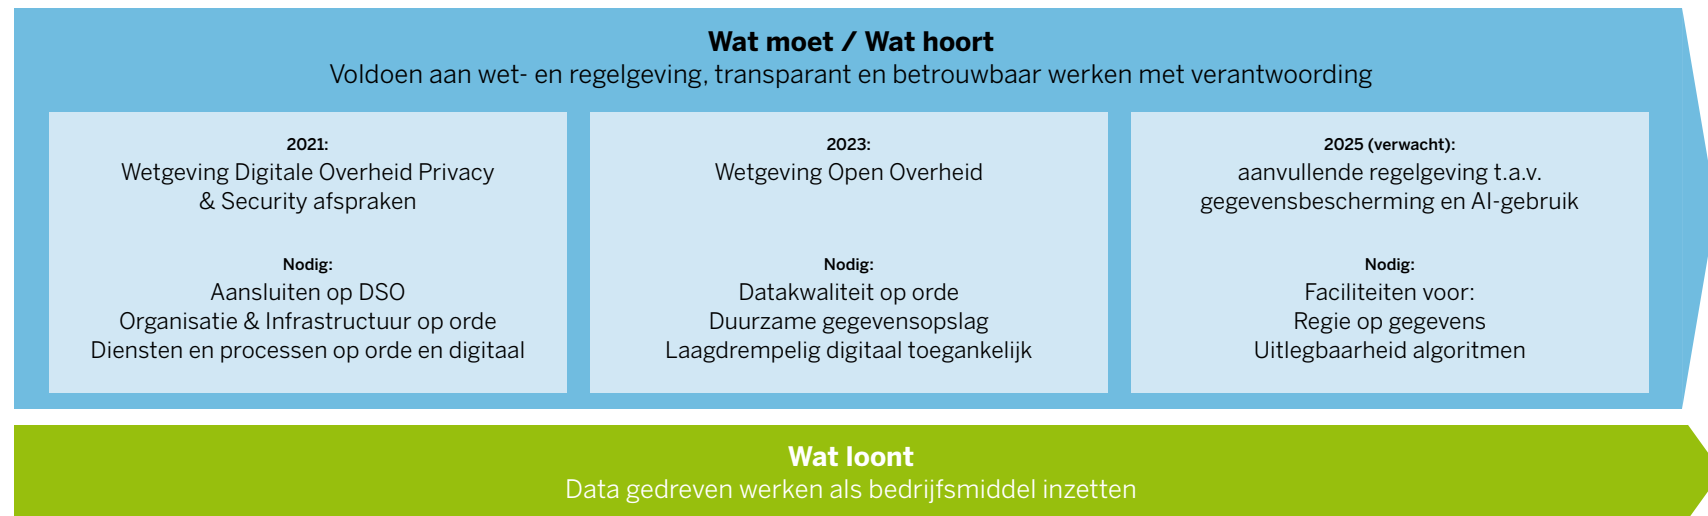 Wat moet / Wat hoort
Voldoen aan wet- en regelgeving, transparant en betrouwbaar werken met verantwoording
2021:
Wetgeving Digitale Overheid Privacy
& Security afspraken
Nodig:
Aansluiten op DSO
Organisatie & Infrastructuur op orde
Diensten en processen op orde en digitaal
2023:
Wetgeving Open Overheid
Nodig:
Datakwaliteit op orde
Duurzame gegevensopslag
Laagdrempelig digitaal toegankelijk
2025 (verwacht):
aanvullende regelgeving t.a.v.
gegevensbescherming en AI-gebruik
Nodig:
Faciliteiten voor:
Regie op gegevens
Uitlegbaarheid algoritmen
Wat loont
Data gedreven werken als bedrijfsmiddel inzetten